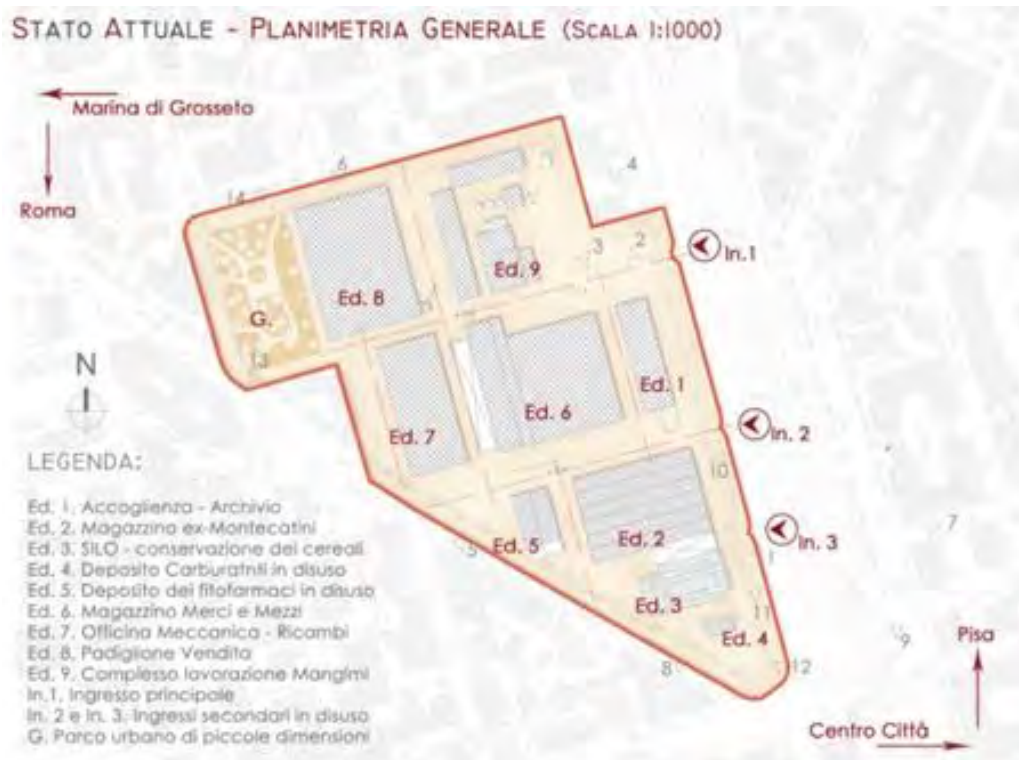 STATO ATTUALE - PLANIMETRIA GENERALE (SCALA 1:1000)
Marina di Grosseto
Roma
6
14
4
3
2
In.1
Ed. 9
Ed. 8
G.
13
N
Ed. 1
Ed. 6
Ed. 7
In. 2
10
Ed. 5
Ed. 2
In. 3
7
Ed. 3
11
Ed. 4
8
12
9
Pisa
Centro Città
LEGENDA:
Ed. 1. Accoglienza - Archivio
Ed. 2. Magazzino ex-Montecatini
Ed. 3. SILO - conservazione dei cereali
Ed. 4. Deposito Carburatnti in disuso
Ed. 5. Deposito dei fitofarmaci in disuso
Ed. 6. Magazzino Merci e Mezzi
Ed. 7. Officina Meccanica - Ricambi
Ed. 8. Padiglione Vendita
Ed. 9. Complesso lavorazione Mangimi
In.1. Ingresso principale
In. 2 e In. 3. Ingressi secondari in disuso
G. Parco urbano di piccole dimensioni